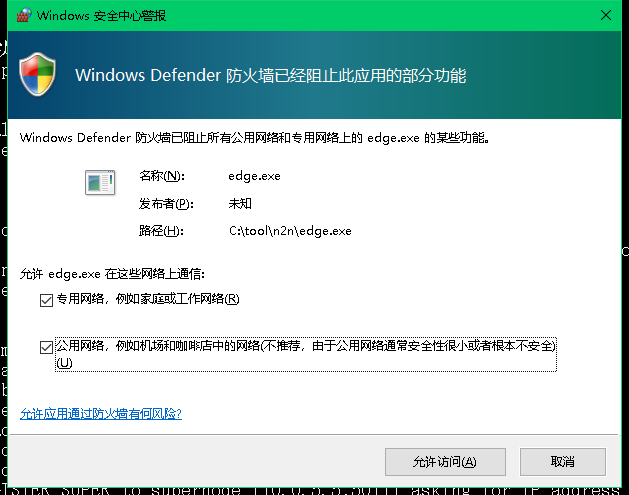 Windows 安全中心警报
Windows Defender 防火墙已经阻止此应用的部分功能
Windows Defender 防火墙已阻止所有公用网络和专用网络上的 edge.exe 的某些功能。
名称(N): edge.exe
发布者(P): 未知
路径(H): C:\tool\n2n\edge.exe
允许 edge.exe 在这些网络上通信:
专用网络，例如家庭或工作网络(R)
公用网络，例如机场和咖啡店中的网络(不推荐，由于公用网络通常安全性很小或者根本不安全)
(U)
允许应用通过防火墙有何风险?
允许访问(A) 取消
to supernode asking for IP address